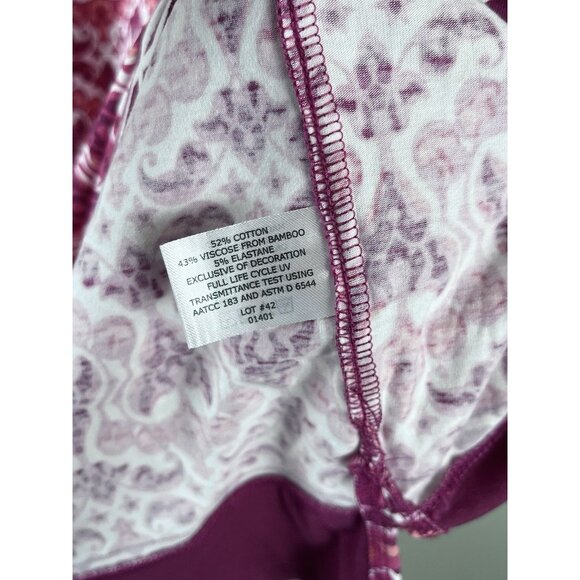 52% COTTON
43% VISCOSE FROM BAMBOO
5% ELASTANE
EXCLUSIVE OF DECORATION
FULL LIFE CYCLE UV
TRANSMITTANCE TEST USING
AATCC 183 AND ASTM D 6544
LOT #42
01401